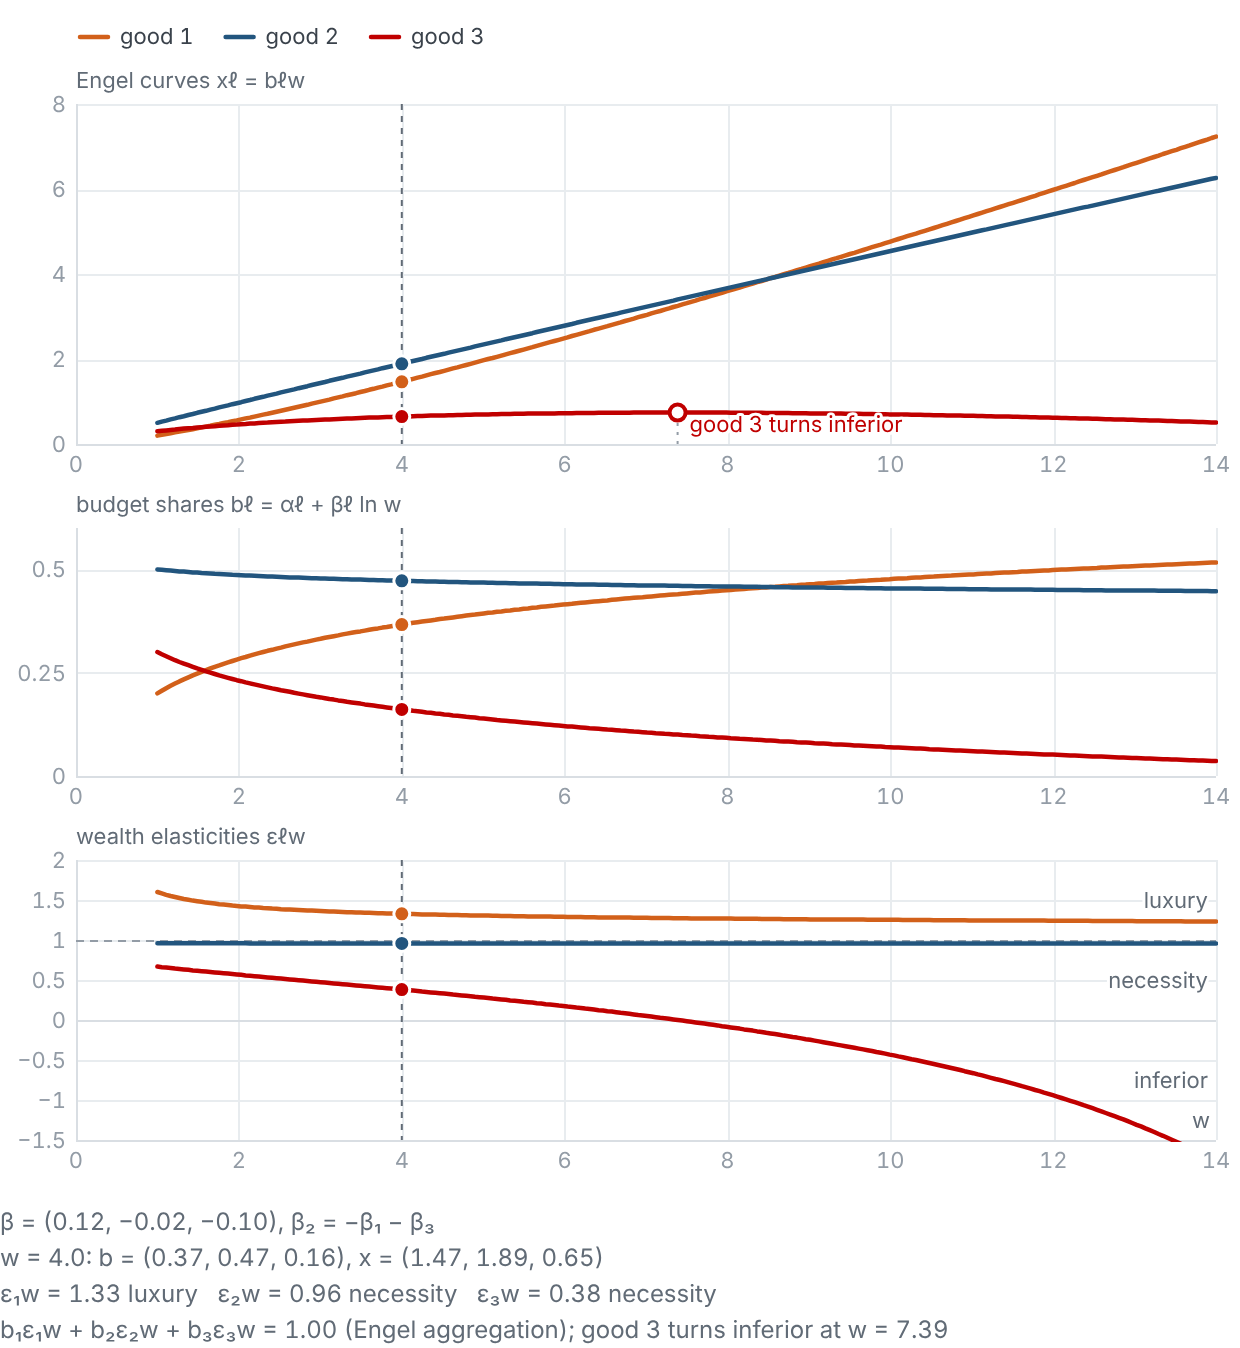 good 1 good 2 good 3
Engel curves xℓ = bℓw
8
6
4
2
0
good 3 turns inferior
0 2 4 6 8 10 12 14
budget shares bℓ = αℓ + βℓ ln w
0.5
0.25
0
0 2 4 6 8 10 12 14
wealth elasticities εℓw
2
1.5
luxury
1
0.5
necessity
0
−0.5
inferior
−1
w
−1.5
0 2 4 6 8 10 12 14
β = (0.12, −0.02, −0.10), β₂ = −β₁ − β₃
w = 4.0: b = (0.37, 0.47, 0.16), x = (1.47, 1.89, 0.65)
ε₁w = 1.33 luxury ε₂w = 0.96 necessity ε₃w = 0.38 necessity
b₁ε₁w + b₂ε₂w + b₃ε₃w = 1.00 (Engel aggregation); good 3 turns inferior at w = 7.39